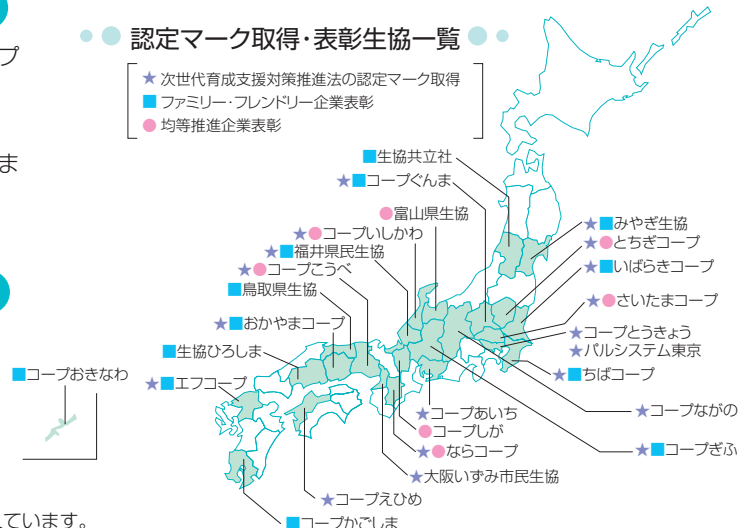 プ
ま
認定マーク取得・表彰生協一覧
★ 次世代育成支援対策推進法の認定マーク取得
■ ファミリー・フレンドリー企業表彰
● 均等推進企業表彰
■生協共立社
★■コープぐんま
●富山県生協
★●コープいしかわ
★■福井県民生協
★●コープこうべ
■鳥取県生協
★■おかやまコープ
■生協ひろしま
★■エフコープ
■コープおきなわ
★■みやぎ生協
★●とちぎコープ
★■いばらきコープ
★●さいたまコープ
★コープとうきょう
★パルシステム東京
★■ちばコープ
★コープながの
★■コープぎふ
★コープあいち
●コープしが
★●ならコープ
★大阪いずみ市民生協
★コープえひめ
■コープかごしま
ています。